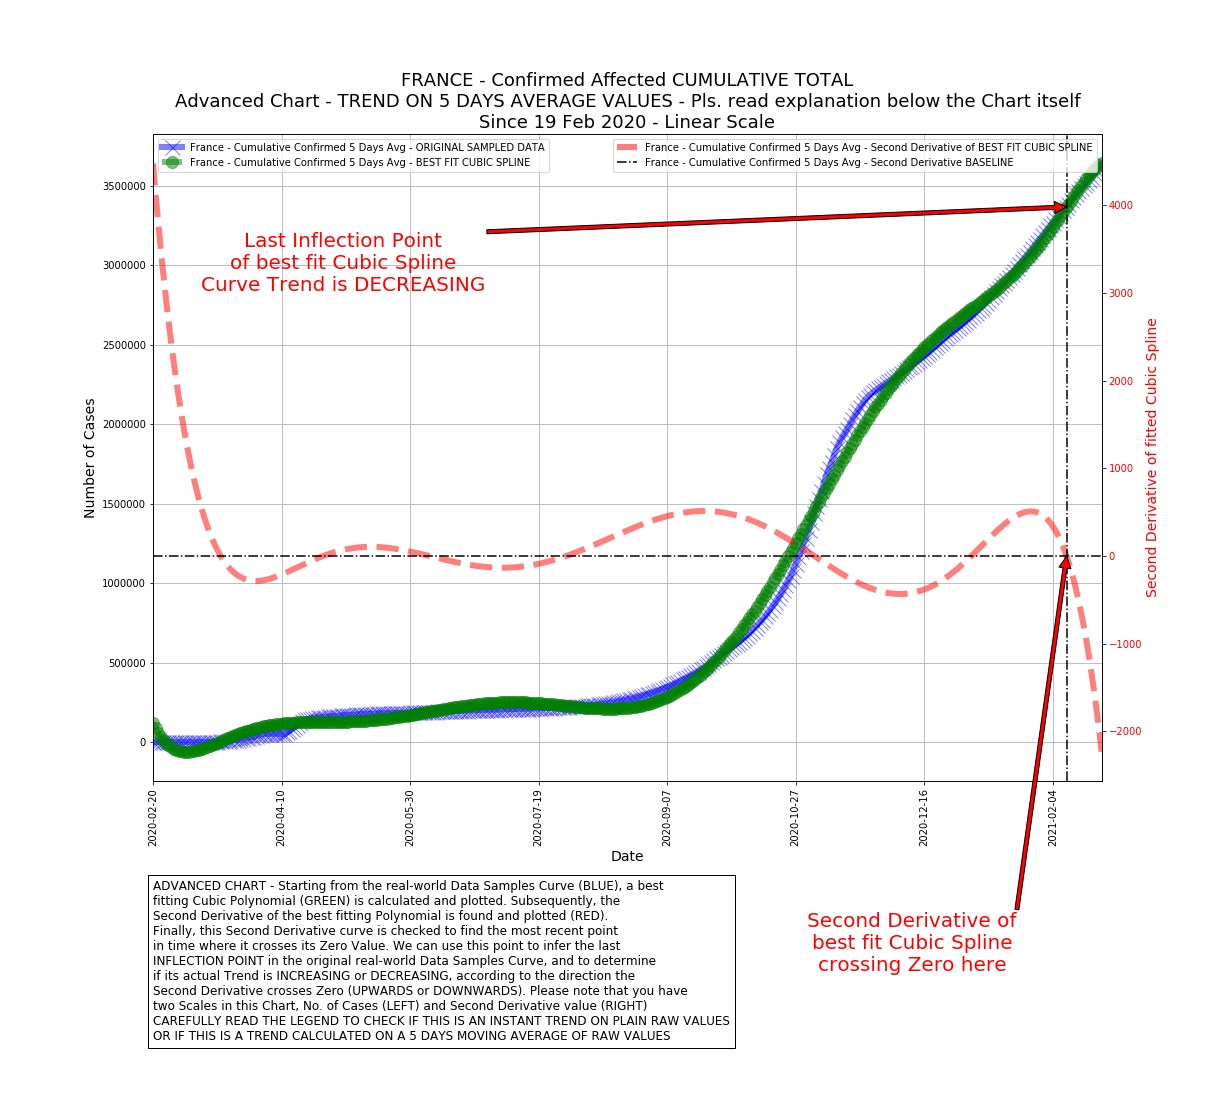 FRANCE - Confirmed Affected CUMULATIVE TOTAL
Advanced Chart - TREND ON 5 DAYS AVERAGE VALUES - Pls. read explanation below the Chart itself
Since 19 Feb 2020 - Linear Scale
France - Cumulative Confirmed 5 Days Avg - ORIGINAL SAMPLED DATA
France - Cumulative Confirmed 5 Days Avg - BEST FIT CUBIC SPLINE
France - Cumulative Confirmed 5 Days Avg - Second Derivative of BEST FIT CUBIC SPLINE
France - Cumulative Confirmed 5 Days Avg - Second Derivative BASELINE
Last Inflection Point
of best fit Cubic Spline
Curve Trend is DECREASING
Number of Cases
3500000
3000000
2500000
2000000
1500000
1000000
500000
0
4000
3000
2000
1000
0
−1000
−2000
Second Derivative of fitted Cubic Spline
2020-02-20
2020-04-10
2020-05-30
2020-07-19
2020-09-07
2020-10-27
2020-12-16
2021-02-04
Date
ADVANCED CHART - Starting from the real-world Data Samples Curve (BLUE), a best
fitting Cubic Polynomial (GREEN) is calculated and plotted. Subsequently, the
Second Derivative of the best fitting Polynomial is found and plotted (RED).
Finally, this Second Derivative curve is checked to find the most recent point
in time where it crosses its Zero Value. We can use this point to infer the last
INFLECTION POINT in the original real-world Data Samples Curve, and to determine
if its actual Trend is INCREASING or DECREASING, according to the direction the
Second Derivative crosses Zero (UPWARDS or DOWNWARDS). Please note that you have
two Scales in this Chart, No. of Cases (LEFT) and Second Derivative value (RIGHT)
CAREFULLY READ THE LEGEND TO CHECK IF THIS IS AN INSTANT TREND ON PLAIN RAW VALUES
OR IF THIS IS A TREND CALCULATED ON A 5 DAYS MOVING AVERAGE OF RAW VALUES
Second Derivative of
best fit Cubic Spline
crossing Zero here